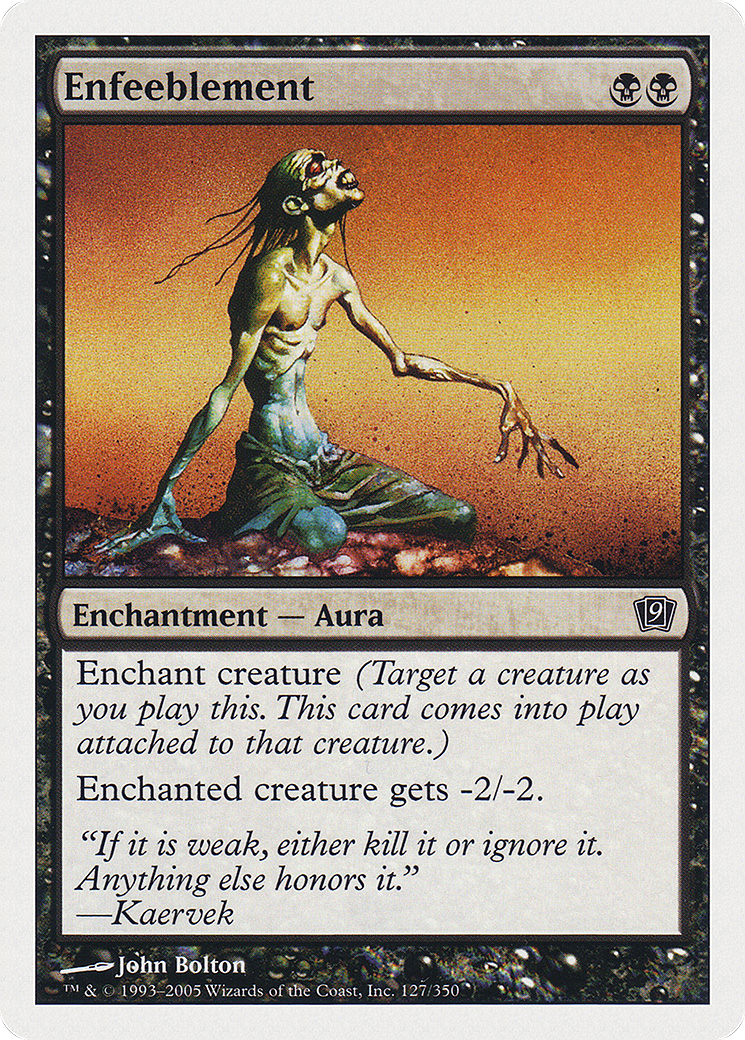 Enfeeblement
Enchantment — Aura
9
Enchant creature (Target a creature as
you play this. This card comes into play
attached to that creature.)
Enchanted creature gets -2/-2.
“If it is weak, either kill it or ignore it.
Anything else honors it.”
—Kaervek
John Bolton
™ & © 1993–2005 Wizards of the Coast, Inc. 127/350